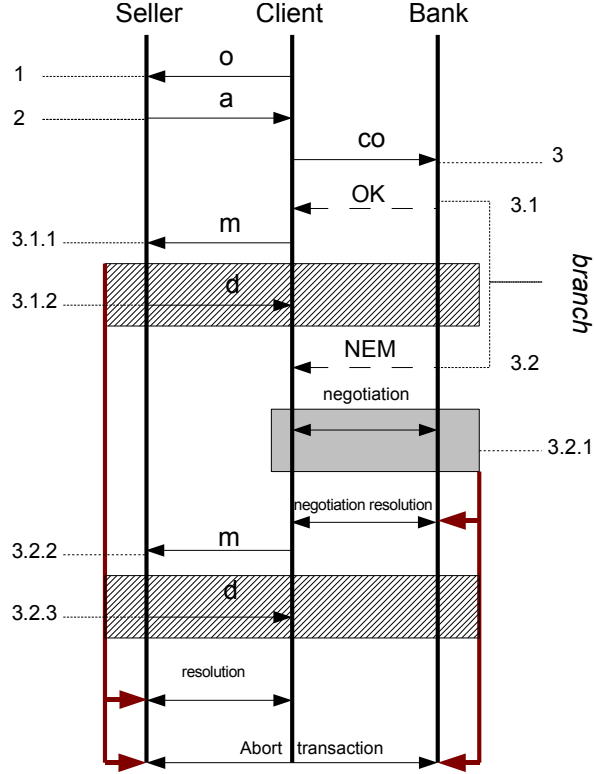 Seller Client Bank
1 o
2 a
co 3
OK 3.1
3.1.1 m
branch
3.1.2 d
NEM 3.2
negotiation
3.2.1
negotiation resolution
3.2.2 m
3.2.3 d
resolution
Abort transaction